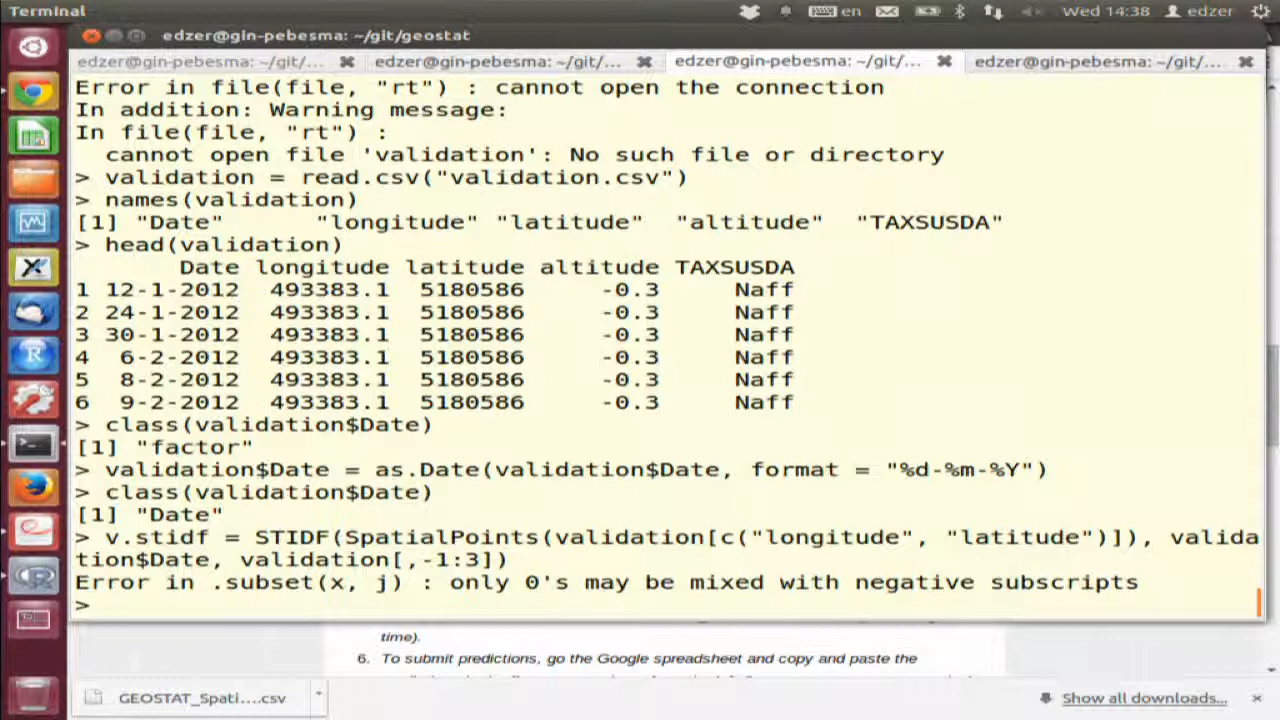 Terminal
en
Wed 14:38
edzer
edzer@gin-pebesma: ~/git/geostat
edzer@gin-pebesma: ~/git/... edzer@gin-pebesma: ~/git/... edzer@gin-pebesma: ~/git/... edzer@gin-pebesma: ~/git/...
Error in file(file, "rt") : cannot open the connection
In addition: Warning message:
In file(file, "rt") :
  cannot open file 'validation': No such file or directory
> validation = read.csv("validation.csv")
> names(validation)
[1] "Date"      "longitude" "latitude"  "altitude"  "TAXSUSDA"
> head(validation)
       Date longitude latitude altitude TAXSUSDA
1 12-1-2012  493383.1  5180586     -0.3     Naff
2 24-1-2012  493383.1  5180586     -0.3     Naff
3 30-1-2012  493383.1  5180586     -0.3     Naff
4  6-2-2012  493383.1  5180586     -0.3     Naff
5  8-2-2012  493383.1  5180586     -0.3     Naff
6  9-2-2012  493383.1  5180586     -0.3     Naff
> class(validation$Date)
[1] "factor"
> validation$Date = as.Date(validation$Date, format = "%d-%m-%Y")
> class(validation$Date)
[1] "Date"
> v.stidf = STIDF(SpatialPoints(validation[c("longitude", "latitude")]), valida
tion$Date, validation[,-1:3])
Error in .subset(x, j) : only 0's may be mixed with negative subscripts
>
time).
6. To submit predictions, go the Google spreadsheet and copy and paste the
GEOSTAT_Spati....csv
Show all downloads...